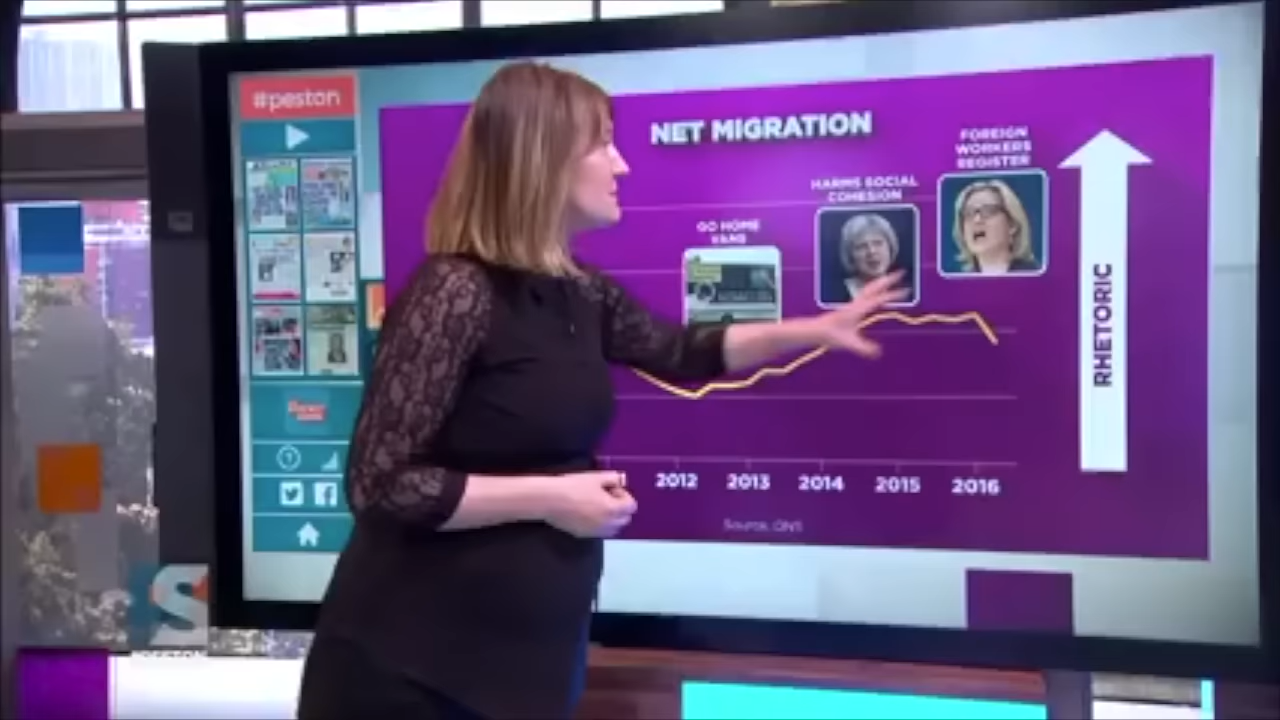 #peston
NET MIGRATION
FOREIGN
WORKERS
REGISTER
HARMS SOCIAL
COHESION
GO HOME
VANS
RHETORIC
2012 2013 2014 2015 2016
Source: ONS
#PESTON